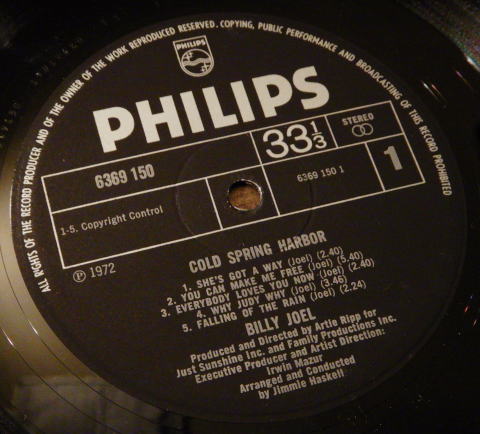 ALL RIGHTS OF THE RECORD PRODUCER AND OF THE OWNER OF THE WORK REPRODUCED RESERVED. COPYING, PUBLIC PERFORMANCE AND BROADCASTING OF THIS RECORD PROHIBITED
PHILIPS
PHILIPS
6369 150
33 1/3
STEREO
1-5. Copyright Control
6369 150 1
1
℗ 1972
COLD SPRING HARBOR
1. SHE'S GOT A WAY (Joel) (2.40)
2. YOU CAN MAKE ME FREE (Joel) (5.40)
3. EVERYBODY LOVES YOU NOW (Joel) (2.40)
4. WHY JUDY WHY (Joel) (3.46)
5. FALLING OF THE RAIN (Joel) (2.24)
BILLY JOEL
Produced and Directed by Artie Ripp for
Just Sunshine Inc. and Family Productions Inc.
Executive Producer and Artist Direction:
Irwin Mazur
Arranged and Conducted
by Jimmie Haskell